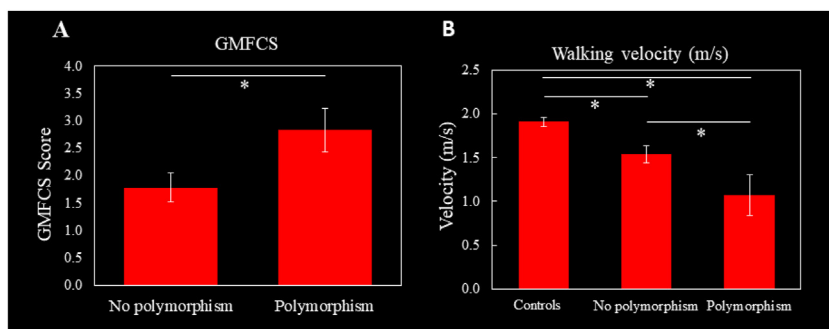 A
GMFCS
GMFCS Score
4.0
3.5
3.0
2.5
2.0
1.5
1.0
0.5
0.0
*
No polymorphism
Polymorphism
B
Walking velocity (m/s)
Velocity (m/s)
2.5
2.0
1.5
1.0
0.5
0.0
*
*
*
Controls
No polymorphism
Polymorphism